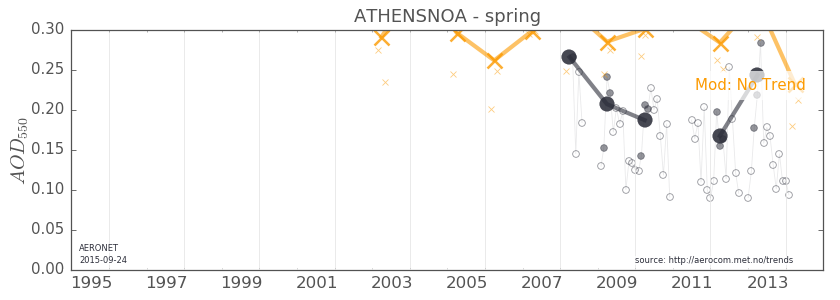 ATHENSNOA - spring
0.30
0.25
0.20
0.15
0.10
0.05
0.00
AOD550
Mod: No Trend
AERONET
2015-09-24
source: http://aerocom.met.no/trends
1995 1997 1999 2001 2003 2005 2007 2009 2011 2013